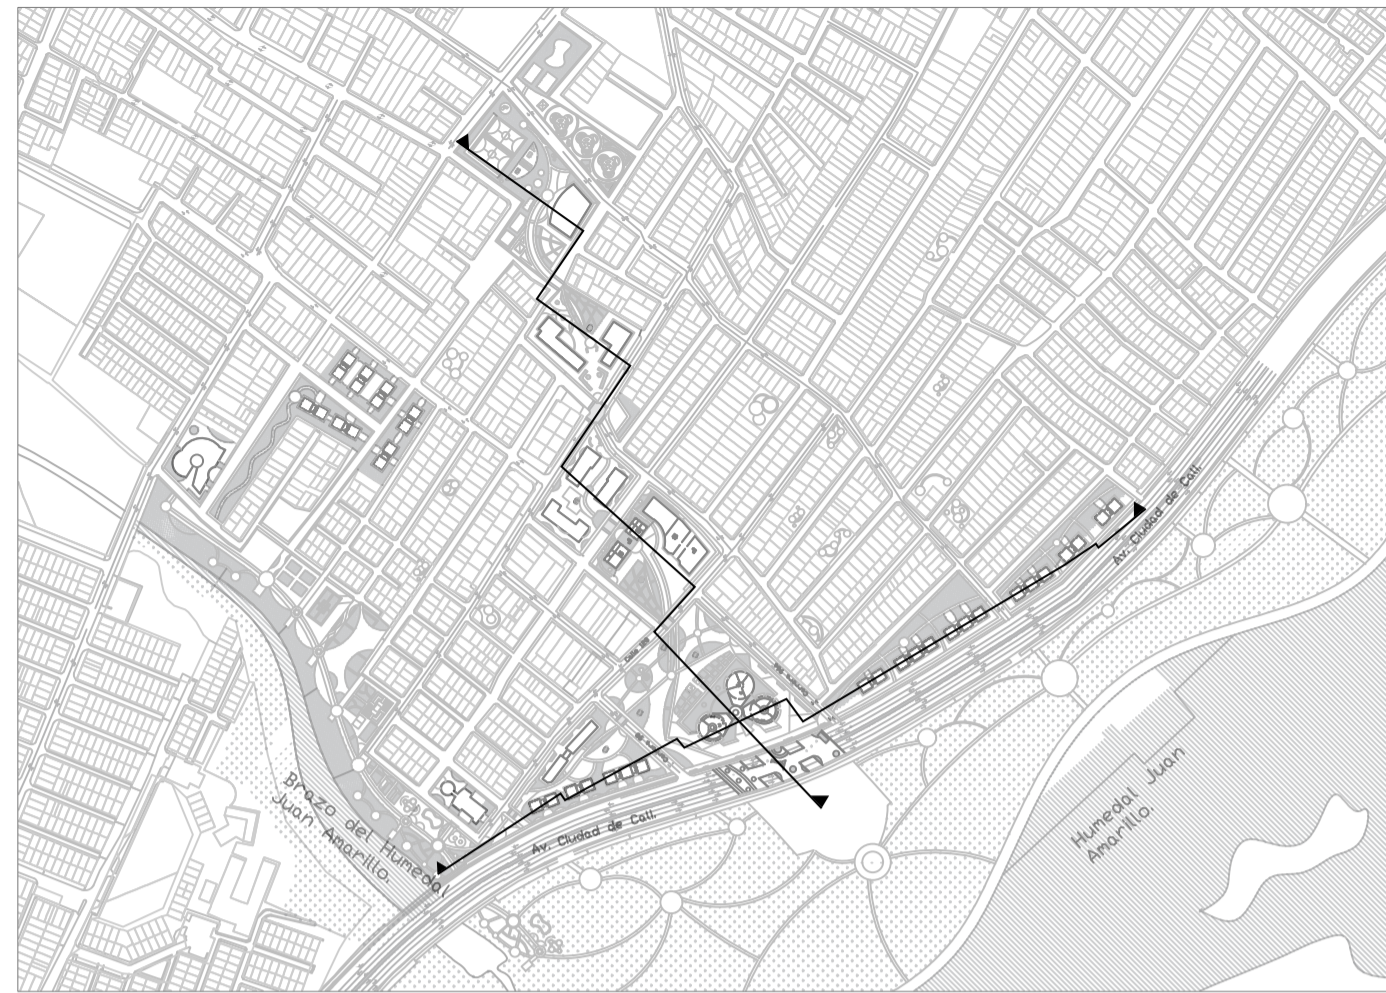 Av. Ciudad de Cali.
Brazo del Humedal
Juan Amarillo.
Av. Ciudad de Cali.
Humedal Juan
Amarillo.